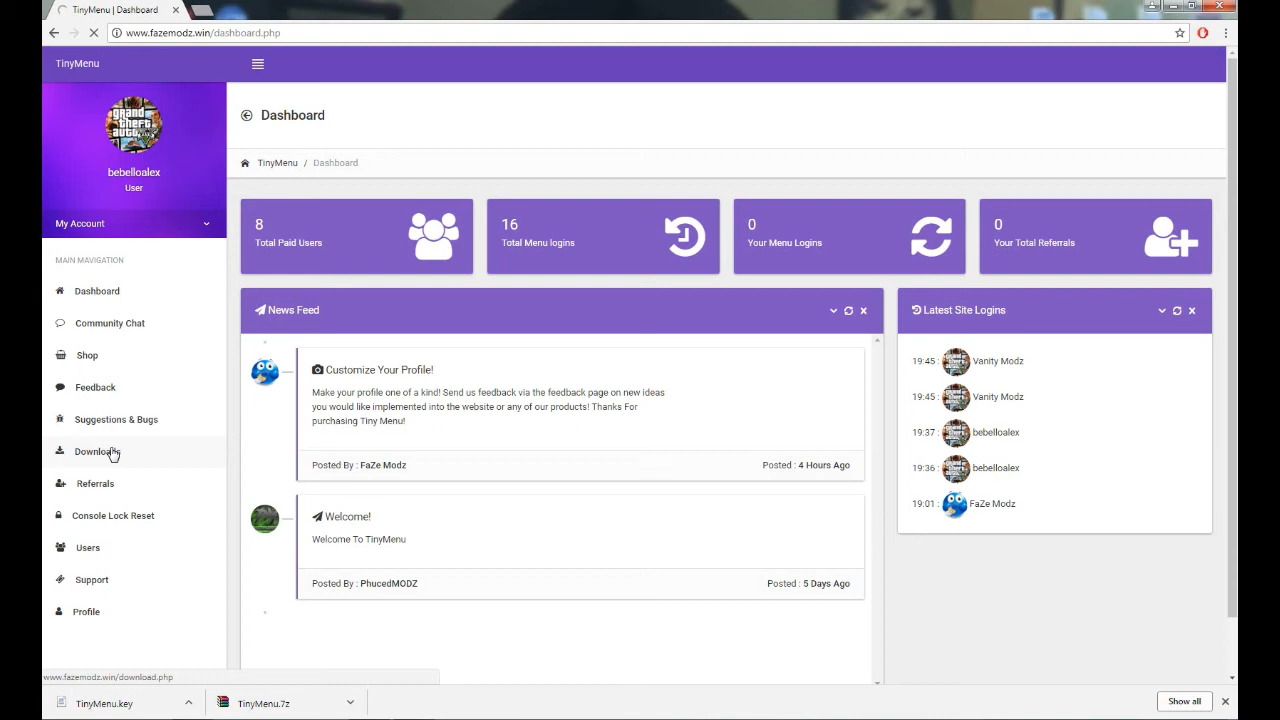 TinyMenu | Dashboard
www.fazemodz.win/dashboard.php
TinyMenu
bebelloalex
User
My Account
MAIN NAVIGATION
Dashboard
Community Chat
Shop
Feedback
Suggestions & Bugs
Downloads
Referrals
Console Lock Reset
Users
Support
Profile
Dashboard
TinyMenu / Dashboard
8
Total Paid Users
16
Total Menu logins
0
Your Menu Logins
0
Your Total Referrals
News Feed
Customize Your Profile!
Make your profile one of a kind! Send us feedback via the feedback page on new ideas
you would like implemented into the website or any of our products! Thanks For
purchasing Tiny Menu!
Posted By : FaZe Modz
Posted : 4 Hours Ago
Welcome!
Welcome To TinyMenu
Posted By : PhucedMODZ
Posted : 5 Days Ago
Latest Site Logins
19:45 : Vanity Modz
19:45 : Vanity Modz
19:37 : bebelloalex
19:36 : bebelloalex
19:01 : FaZe Modz
www.fazemodz.win/download.php
TinyMenu.key
TinyMenu.7z
Show all
grand
theft
auto